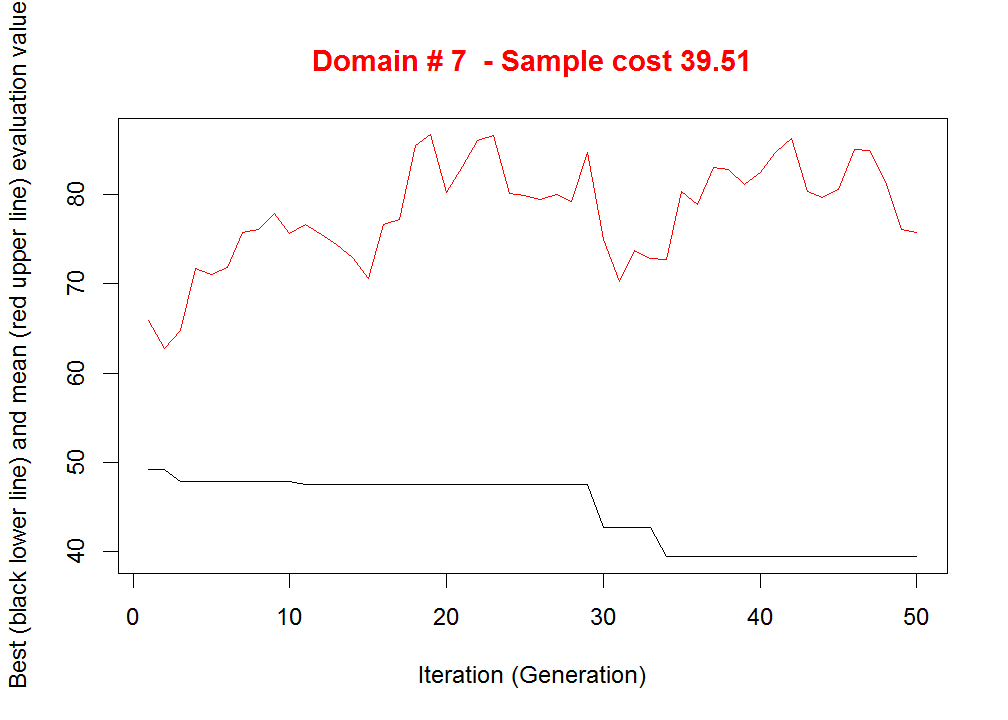 Domain # 7  - Sample cost 39.51
Best (black lower line) and mean (red upper line) evaluation value
80
70
60
50
40
0 10 20 30 40 50
Iteration (Generation)